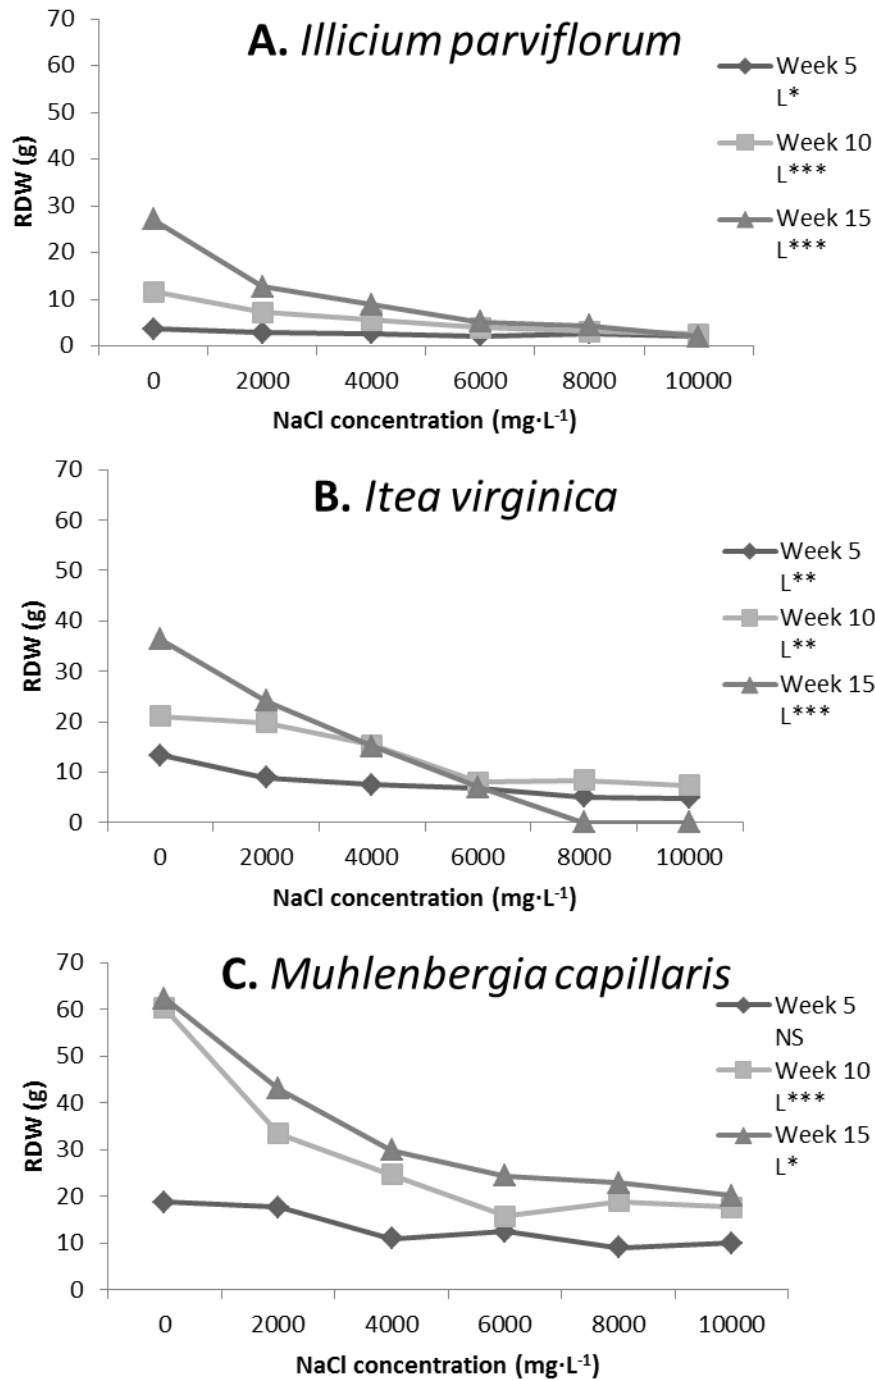 A. Illicium parviflorum
70
60
50
40
30
20
10
0
RDW (g)
0 2000 4000 6000 8000 10000
NaCl concentration (mg·L-1)
Week 5
L*
Week 10
L***
Week 15
L***
B. Itea virginica
70
60
50
40
30
20
10
0
RDW (g)
0 2000 4000 6000 8000 10000
NaCl concentration (mg·L-1)
Week 5
L**
Week 10
L**
Week 15
L***
C. Muhlenbergia capillaris
70
60
50
40
30
20
10
0
RDW (g)
0 2000 4000 6000 8000 10000
NaCl concentration (mg·L-1)
Week 5
NS
Week 10
L***
Week 15
L*